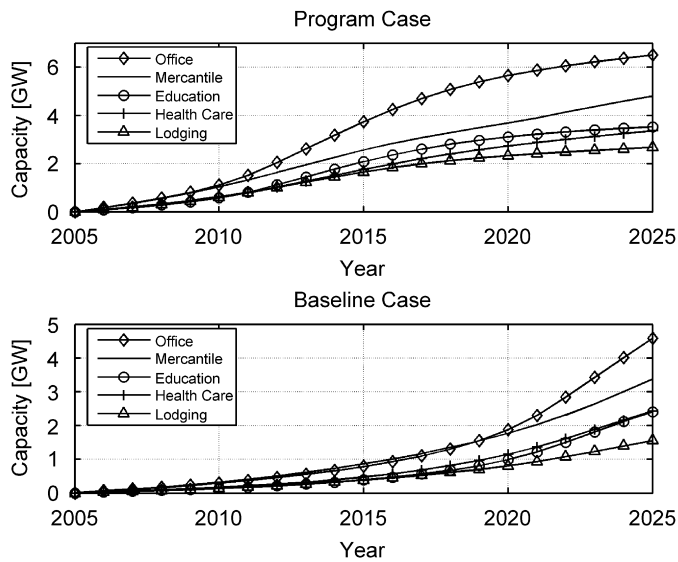 Program Case
Capacity [GW]
6
4
2
0
Office
Mercantile
Education
Health Care
Lodging
2005 2010 2015 2020 2025
Year
Baseline Case
Capacity [GW]
5
4
3
2
1
0
Office
Mercantile
Education
Health Care
Lodging
2005 2010 2015 2020 2025
Year